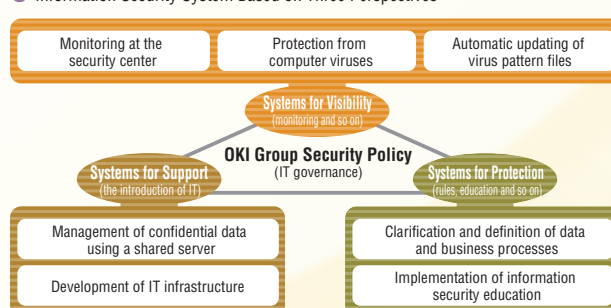 Information Security System Based on Three Perspectives
Monitoring at the
security center
Protection from
computer viruses
Automatic updating of
virus pattern files
Systems for Visibility
(monitoring and so on)
OKI Group Security Policy
(IT governance)
Systems for Support
(the introduction of IT)
Systems for Protection
(rules, education and so on)
Management of confidential data
using a shared server
Development of IT infrastructure
Clarification and definition of data
and business processes
Implementation of information
security education